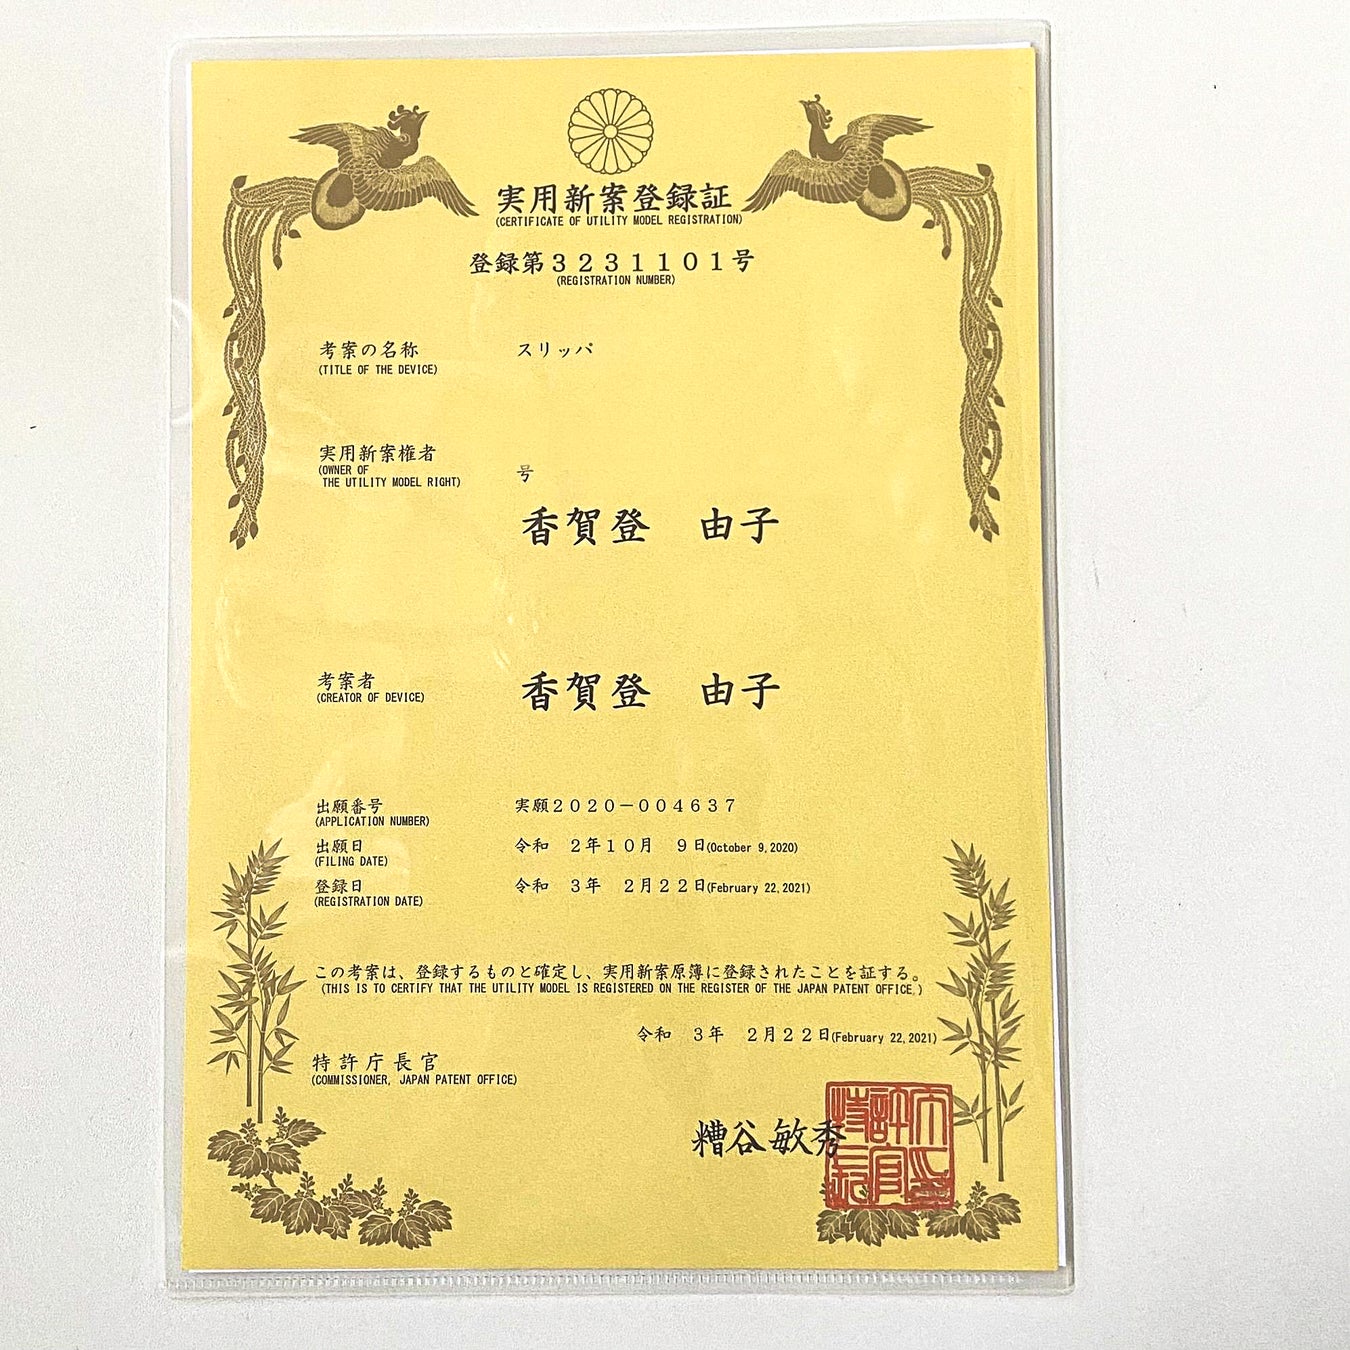 実用新案登録証
(CERTIFICATE OF UTILITY MODEL REGISTRATION)
登録第３２３１１０１号
(REGISTRATION NUMBER)
考案の名称 スリッパ
(TITLE OF THE DEVICE)
実用新案権者
(OWNER OF
THE UTILITY MODEL RIGHT) 号
香賀登　由子
考案者 香賀登　由子
(CREATOR OF DEVICE)
出願番号 実願２０２０－００４６３７
(APPLICATION NUMBER)
出願日 令和　２年１０月　９日(October 9,2020)
(FILING DATE)
登録日 令和　３年　２月２２日(February 22,2021)
(REGISTRATION DATE)
この考案は、登録するものと確定し、実用新案原簿に登録されたことを証する。
(THIS IS TO CERTIFY THAT THE UTILITY MODEL IS REGISTERED ON THE REGISTER OF THE JAPAN PATENT OFFICE.)
令和　３年　２月２２日(February 22,2021)
特許庁長官
(COMMISSIONER, JAPAN PATENT OFFICE)
糟谷敏秀